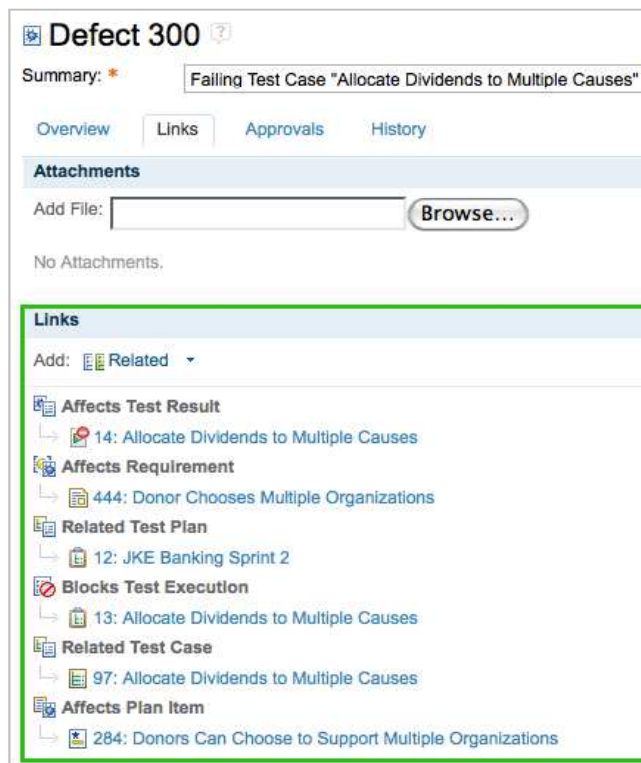 Defect 300 ?
Summary: * Failing Test Case "Allocate Dividends to Multiple Causes"
Overview Links Approvals History
Attachments
Add File: Browse...
No Attachments.
Links
Add: Related
Affects Test Result
14: Allocate Dividends to Multiple Causes
Affects Requirement
444: Donor Chooses Multiple Organizations
Related Test Plan
12: JKE Banking Sprint 2
Blocks Test Execution
13: Allocate Dividends to Multiple Causes
Related Test Case
97: Allocate Dividends to Multiple Causes
Affects Plan Item
284: Donors Can Choose to Support Multiple Organizations